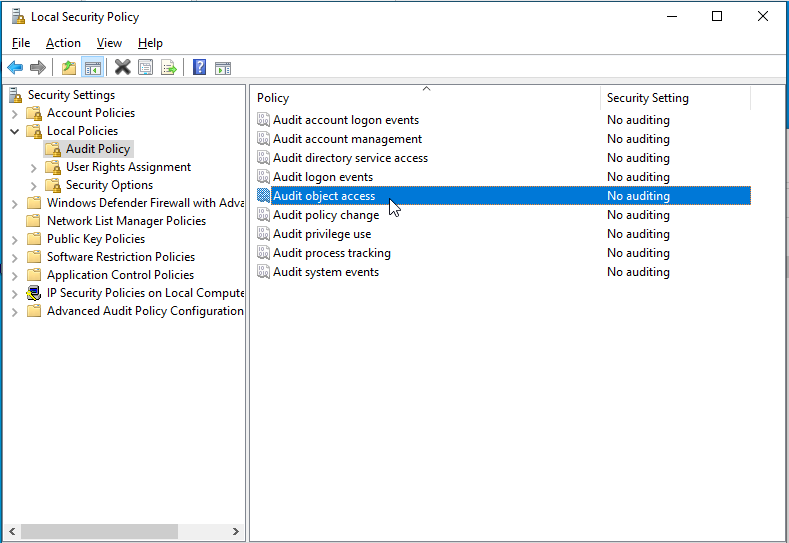 Local Security Policy
File Action View Help
Security Settings
Account Policies
Local Policies
Audit Policy
User Rights Assignment
Security Options
Windows Defender Firewall with Adva
Network List Manager Policies
Public Key Policies
Software Restriction Policies
Application Control Policies
IP Security Policies on Local Compute
Advanced Audit Policy Configuration
Policy Security Setting
Audit account logon events No auditing
Audit account management No auditing
Audit directory service access No auditing
Audit logon events No auditing
Audit object access No auditing
Audit policy change No auditing
Audit privilege use No auditing
Audit process tracking No auditing
Audit system events No auditing